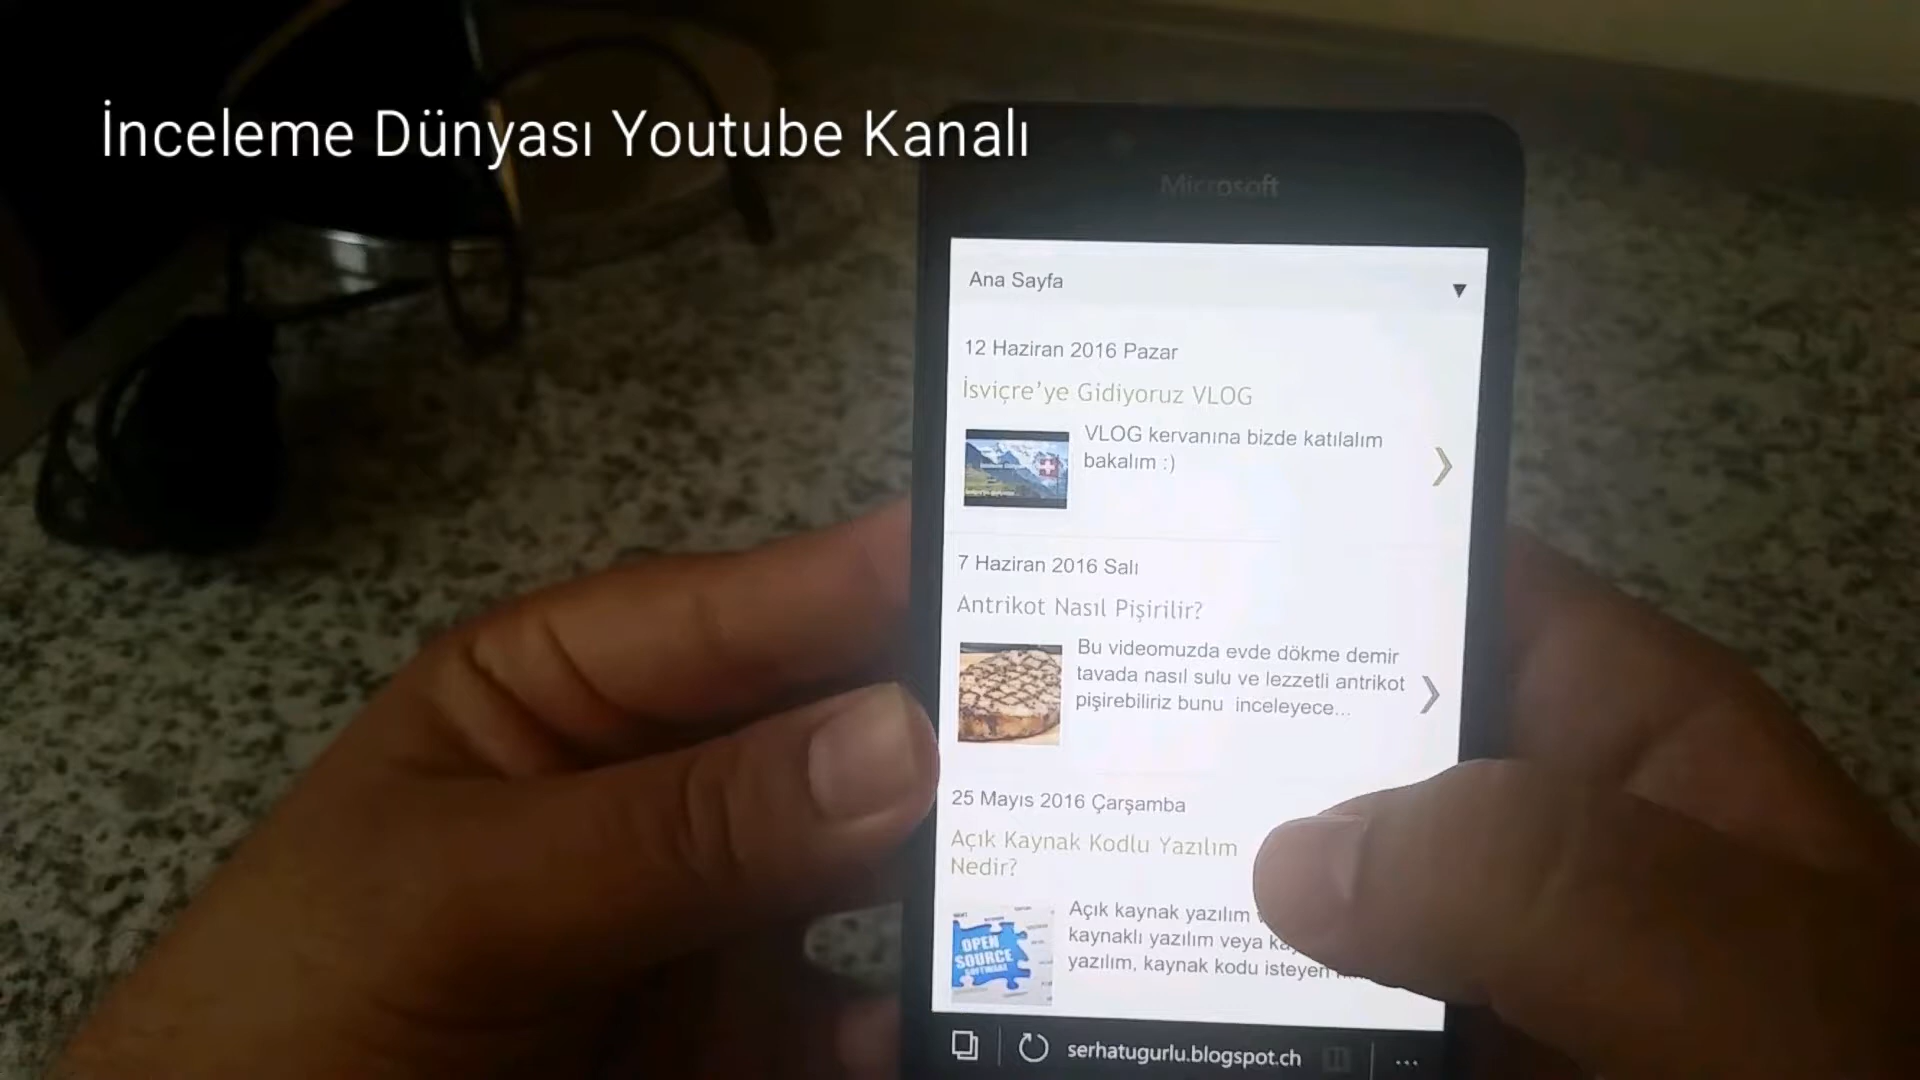 İnceleme Dünyası Youtube Kanalı
Microsoft
Ana Sayfa
12 Haziran 2016 Pazar
İsviçre'ye Gidiyoruz VLOG
VLOG kervanına bizde katılalım
bakalım :)
7 Haziran 2016 Salı
Antrikot Nasıl Pişirilir?
Bu videomuzda evde dökme demir
tavada nasıl sulu ve lezzetli antrikot
pişirebiliriz bunu inceleyece...
25 Mayıs 2016 Çarşamba
Açık Kaynak Kodlu Yazılım
Nedir?
Açık kaynak yazılım
kaynaklı yazılım veya
yazılım, kaynak kodu isteyen
OPEN
SOURCE
SOFTWARE
serhatugurlu.blogspot.ch